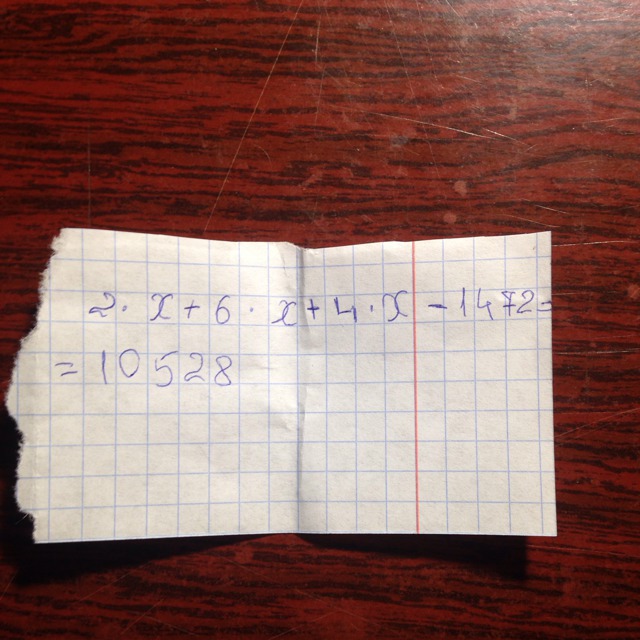 2 · x + 6 · x + 4 · x - 1472 =
= 10528